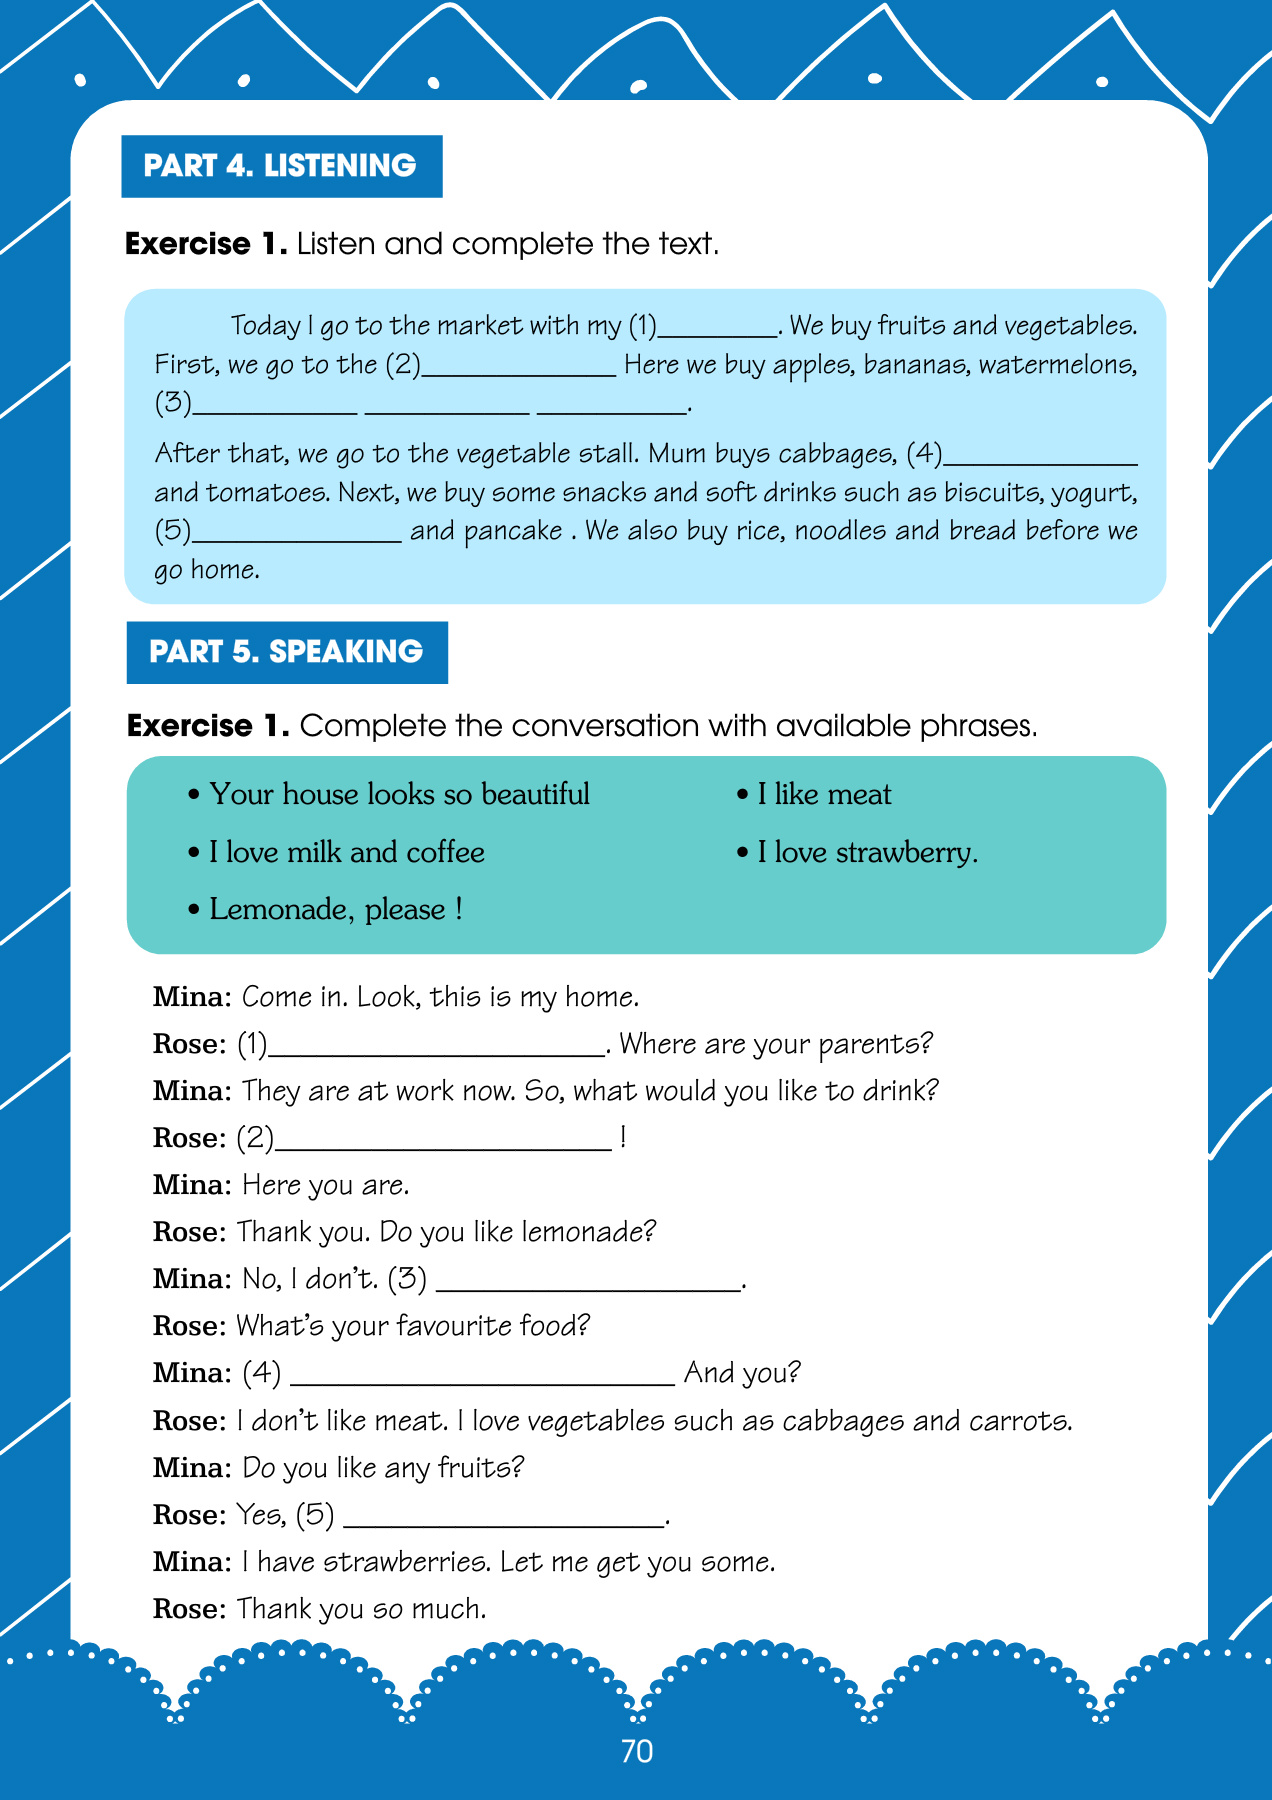 PART 4. LISTENING
Exercise 1. Listen and complete the text.
Today I go to the market with my (1)________. We buy fruits and vegetables.
First, we go to the (2)_____________ Here we buy apples, bananas, watermelons,
(3)___________ ___________ __________.
After that, we go to the vegetable stall. Mum buys cabbages, (4)_____________
and tomatoes. Next, we buy some snacks and soft drinks such as biscuits, yogurt,
(5)______________ and pancake . We also buy rice, noodles and bread before we
go home.
PART 5. SPEAKING
Exercise 1. Complete the conversation with available phrases.
• Your house looks so beautiful
• I like meat
• I love milk and coffee
• I love strawberry.
• Lemonade, please !
Mina: Come in. Look, this is my home.
Rose: (1)_____________________. Where are your parents?
Mina: They are at work now. So, what would you like to drink?
Rose: (2)_____________________ !
Mina: Here you are.
Rose: Thank you. Do you like lemonade?
Mina: No, I don't. (3) ___________________.
Rose: What's your favourite food?
Mina: (4) ________________________ And you?
Rose: I don't like meat. I love vegetables such as cabbages and carrots.
Mina: Do you like any fruits?
Rose: Yes, (5) ____________________.
Mina: I have strawberries. Let me get you some.
Rose: Thank you so much.
70